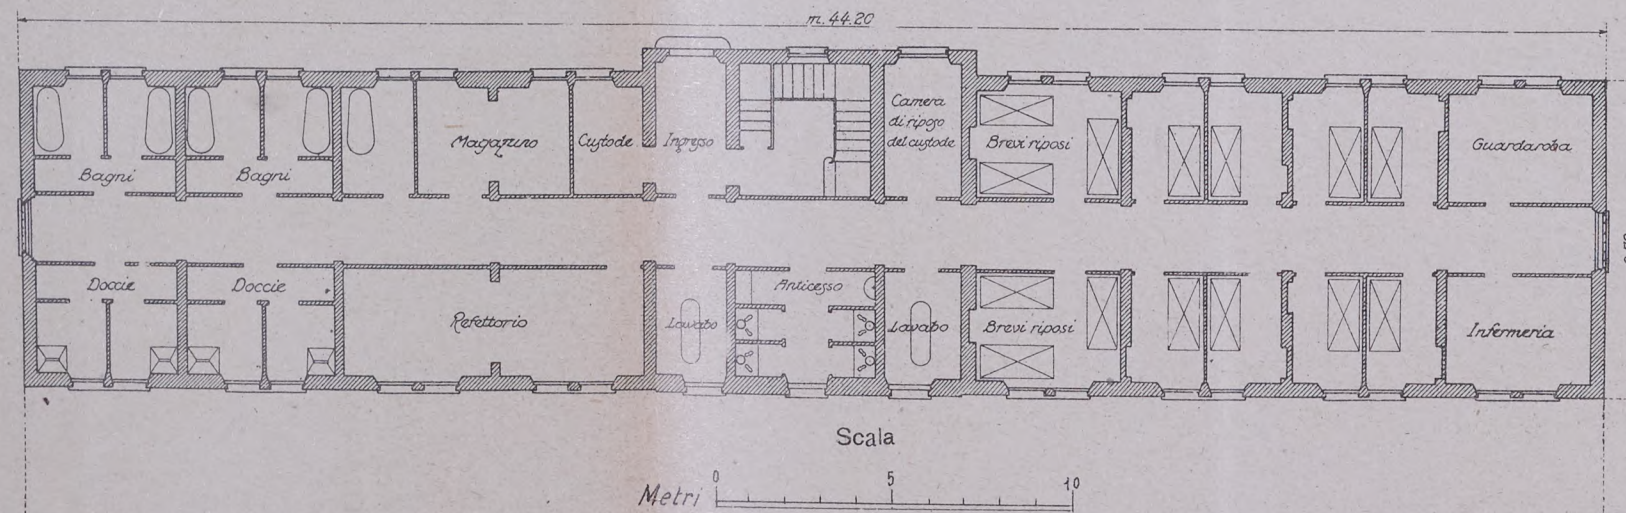 m. 44.20
Bagni
Bagni
Magazzino
Custode
Ingresso
Camera
di riposo
del custode
Brevi riposi
Guardaroba
Doccie
Doccie
Refettorio
Lavabo
Anticesso
Lavabo
Brevi riposi
Infermeria
Scala
Metri 0 5 10